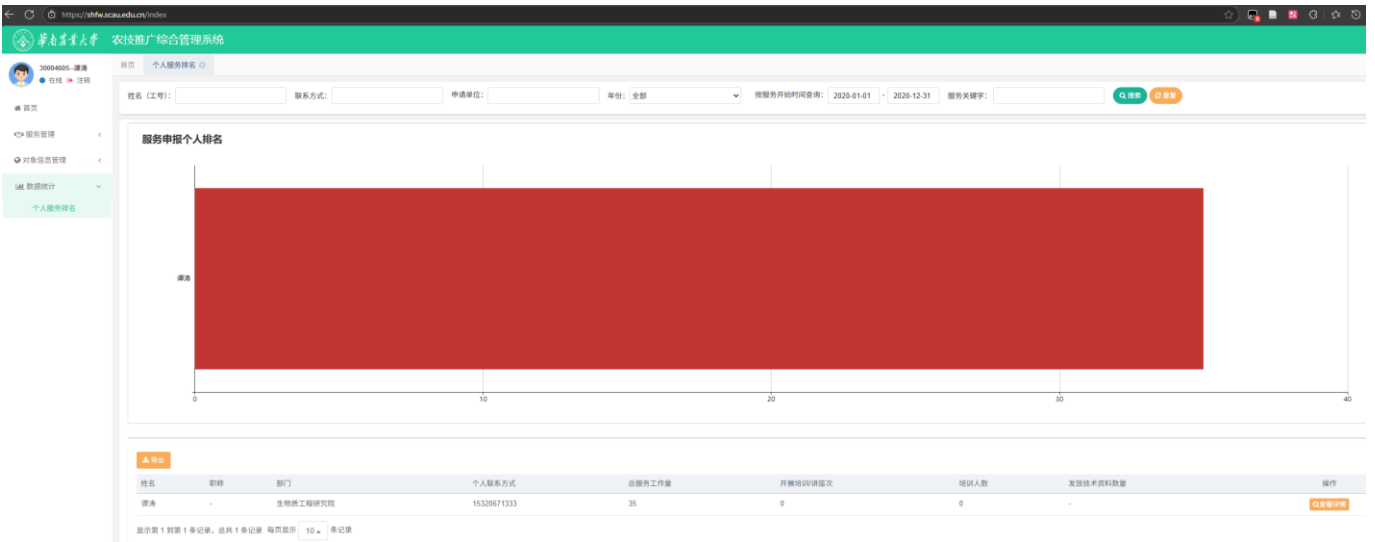 https://shfw.scau.edu.cn/index
华南农业大学 农技推广综合管理系统
30004605--谭涛
在线 注销
首页 个人服务排名
姓名（工号）： 联系方式： 申请单位： 年份： 全部 按服务开始时间查询： 2020-01-01 - 2020-12-31 服务关键字： 搜索 重置
首页
服务管理
对象信息管理
数据统计
个人服务排名
服务申报个人排名
谭涛
0 10 20 30 40
导出
姓名 职称 部门 个人联系方式 总服务工作量 开展培训/讲座次 培训人数 发放技术资料数量 操作
谭涛 - 生物质工程研究院 15320671333 35 0 0 - 查看详情
显示第 1 到第 1 条记录，总共 1 条记录 每页显示 10 条记录